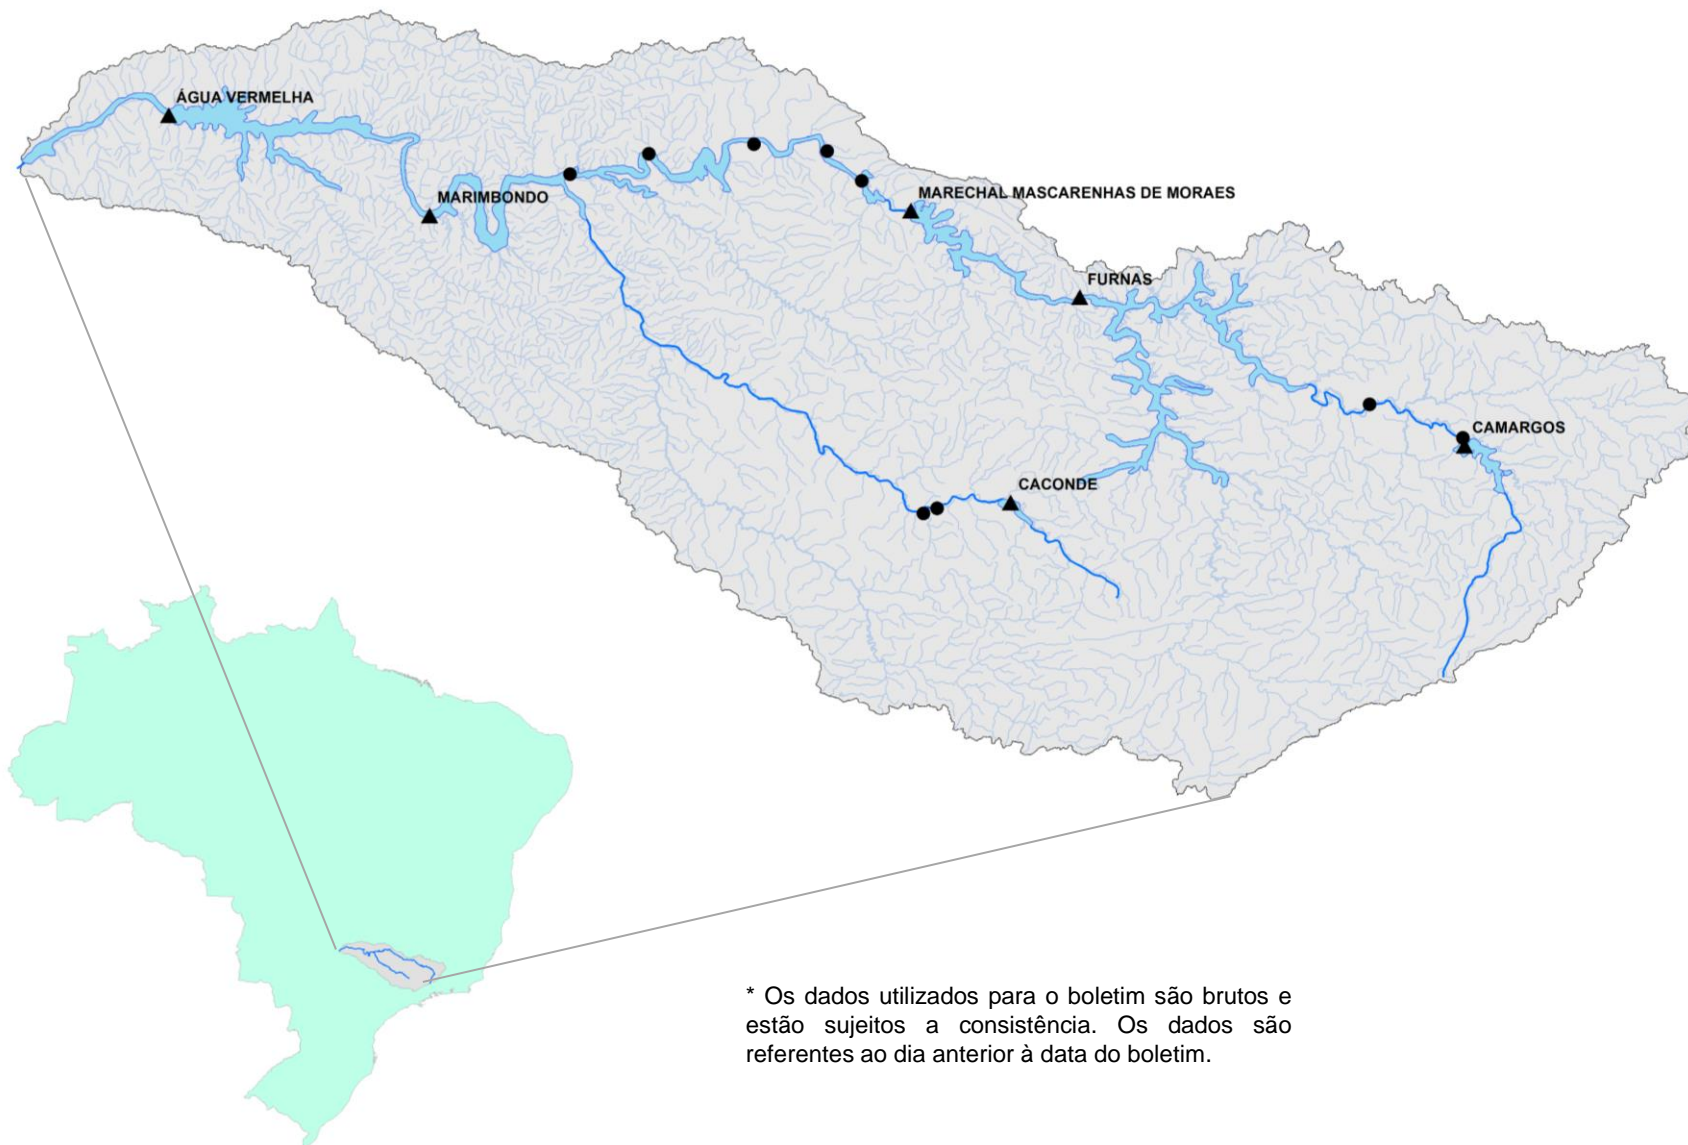 ÁGUA VERMELHA
MARIMBONDO
MARECHAL MASCARENHAS DE MORAES
FURNAS
CAMARGOS
CACONDE
* Os dados utilizados para o boletim são brutos e
estão sujeitos a consistência. Os dados são
referentes ao dia anterior à data do boletim.